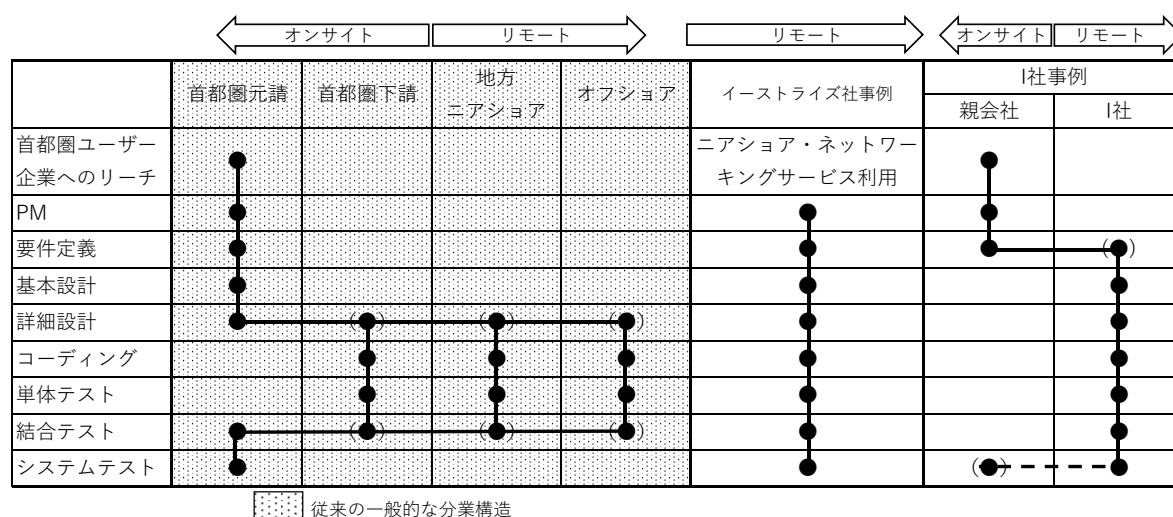 オンサイト
リモート
リモート
オンサイト
リモート
首都圏元請
首都圏下請
地方
ニアショア
オフショア
イーストライズ社事例
I社事例
親会社
I社
首都圏ユーザー
企業へのリーチ
ニアショア・ネットワー
キングサービス利用
PM
要件定義
( )
基本設計
詳細設計
( )
( )
( )
コーディング
単体テスト
結合テスト
( )
( )
( )
システムテスト
( )
従来の一般的な分業構造